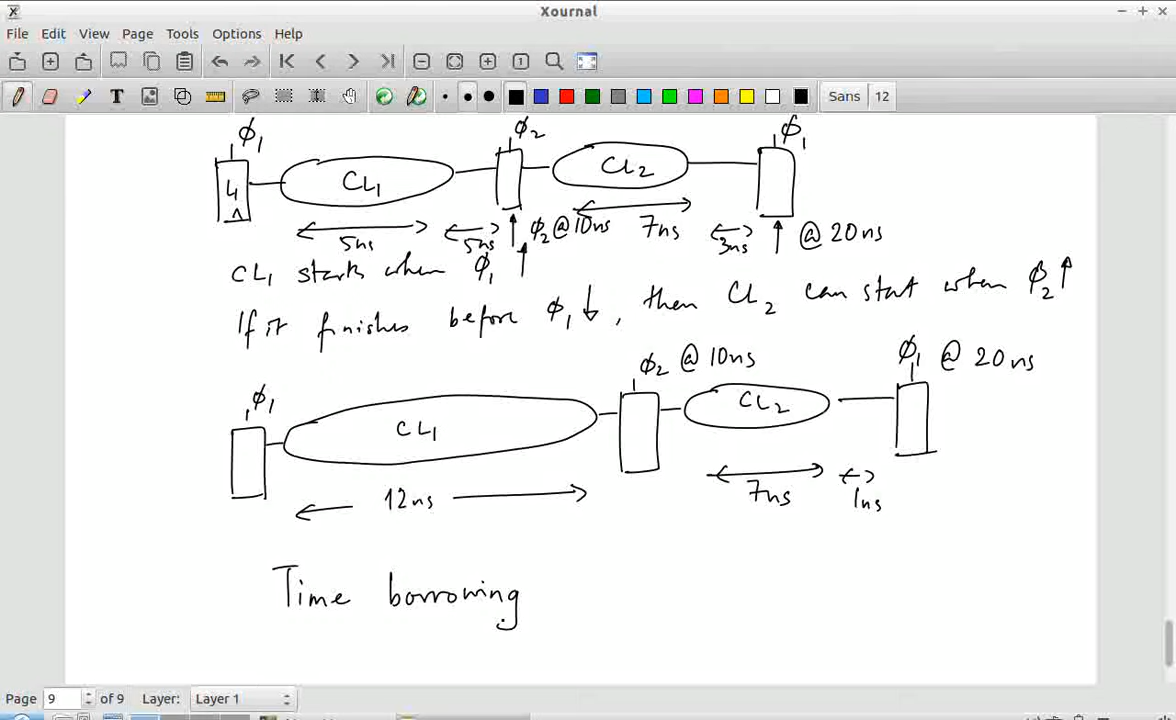 Xournal
File Edit View Page Tools Options Help
Sans 12
ϕ₁ ϕ₂ ϕ₁
CL₁ CL₂
5ns 5ns ↑ ϕ₂ @ 10ns 7ns 3ns ↑ @ 20ns
CL₁ starts when ϕ₁ ↑
If it finishes before ϕ₁ ↓, then CL₂ can start when ϕ₂ ↑
ϕ₁ ϕ₂ @ 10ns ϕ₁ @ 20ns
CL₁ CL₂
12ns 7ns 1ns
Time borrowing
Page 9 of 9 Layer: Layer 1